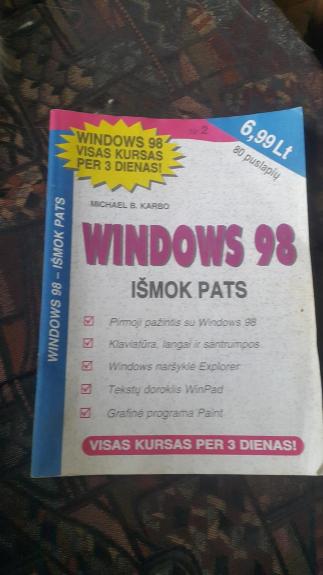 WINDOWS 98
VISAS KURSAS
PER 3 DIENAS!
Nr 2
6,99 Lt
80 puslapių
MICHAEL B. KARBO
WINDOWS 98
IŠMOK PATS
Pirmoji pažintis su Windows 98
Klaviatūra, langai ir santrumpos
Windows naršyklė Explorer
Tekstų doroklis WinPad
Grafinė programa Paint
VISAS KURSAS PER 3 DIENAS!
WINDOWS 98 – IŠMOK PATS